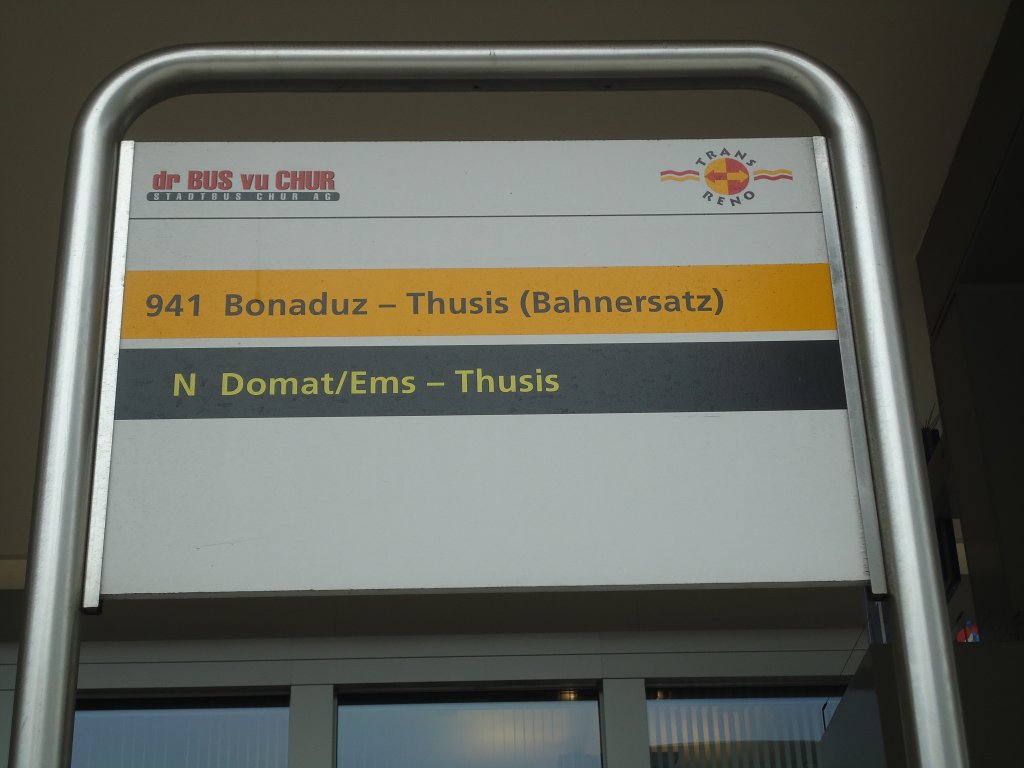 dr BUS vu CHUR
STADTBUS CHUR AG
TRANS
RENO
941 Bonaduz – Thusis (Bahnersatz)
N Domat/Ems – Thusis